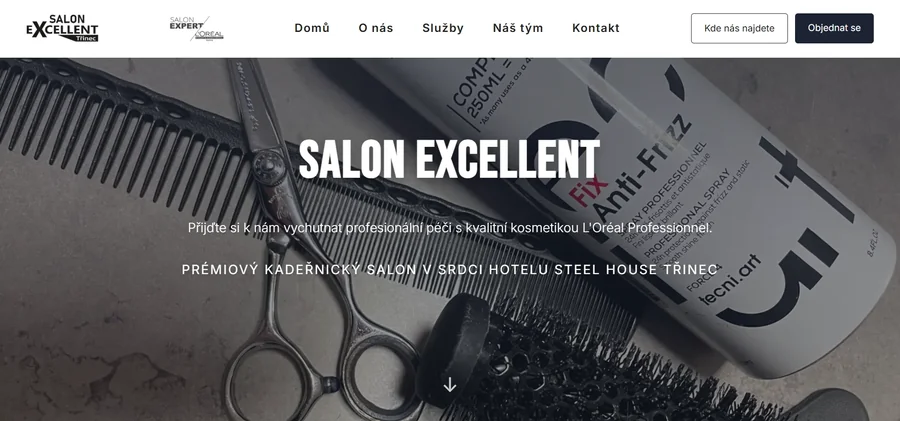 SALON
EXCELLENT
Třinec
SALON
EXPERT
L'ORÉAL
Domů
O nás
Služby
Náš tým
Kontakt
Kde nás najdete
Objednat se
SALON EXCELLENT
Přijďte si k nám vychutnat profesionální péči s kvalitní kosmetikou L'Oréal Professionnel.
PRÉMIOVÝ KADEŘNICKÝ SALON V SRDCI HOTELU STEEL HOUSE TŘINEC
250ML
Fix
Anti-Frizz
PROFESSIONAL SPRAY
tecni.art